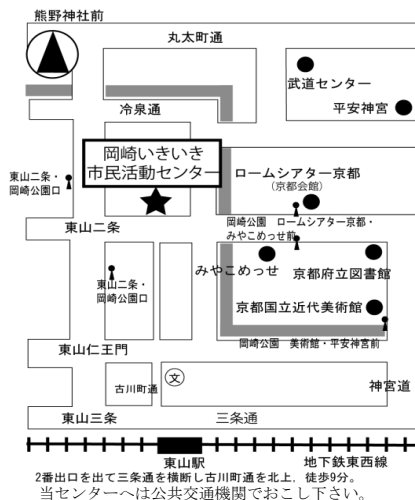 熊野神社前
丸太町通
武道センター
平安神宮
冷泉通
岡崎いきいき
市民活動センター
ロームシアター京都
(京都会館)
東山二条・
岡崎公園口
東山二条
岡崎公園 ロームシアター京都・
みやこめっせ前
みやこめっせ
京都府立図書館
東山二条・
岡崎公園口
京都国立近代美術館
東山仁王門
岡崎公園 美術館・平安神宮前
古川町通
文
神宮道
東山三条
三条通
東山駅
地下鉄東西線
2番出口を出て三条通を横断し古川町通を北上，徒歩9分。
当センターへは公共交通機関でおこし下さい。